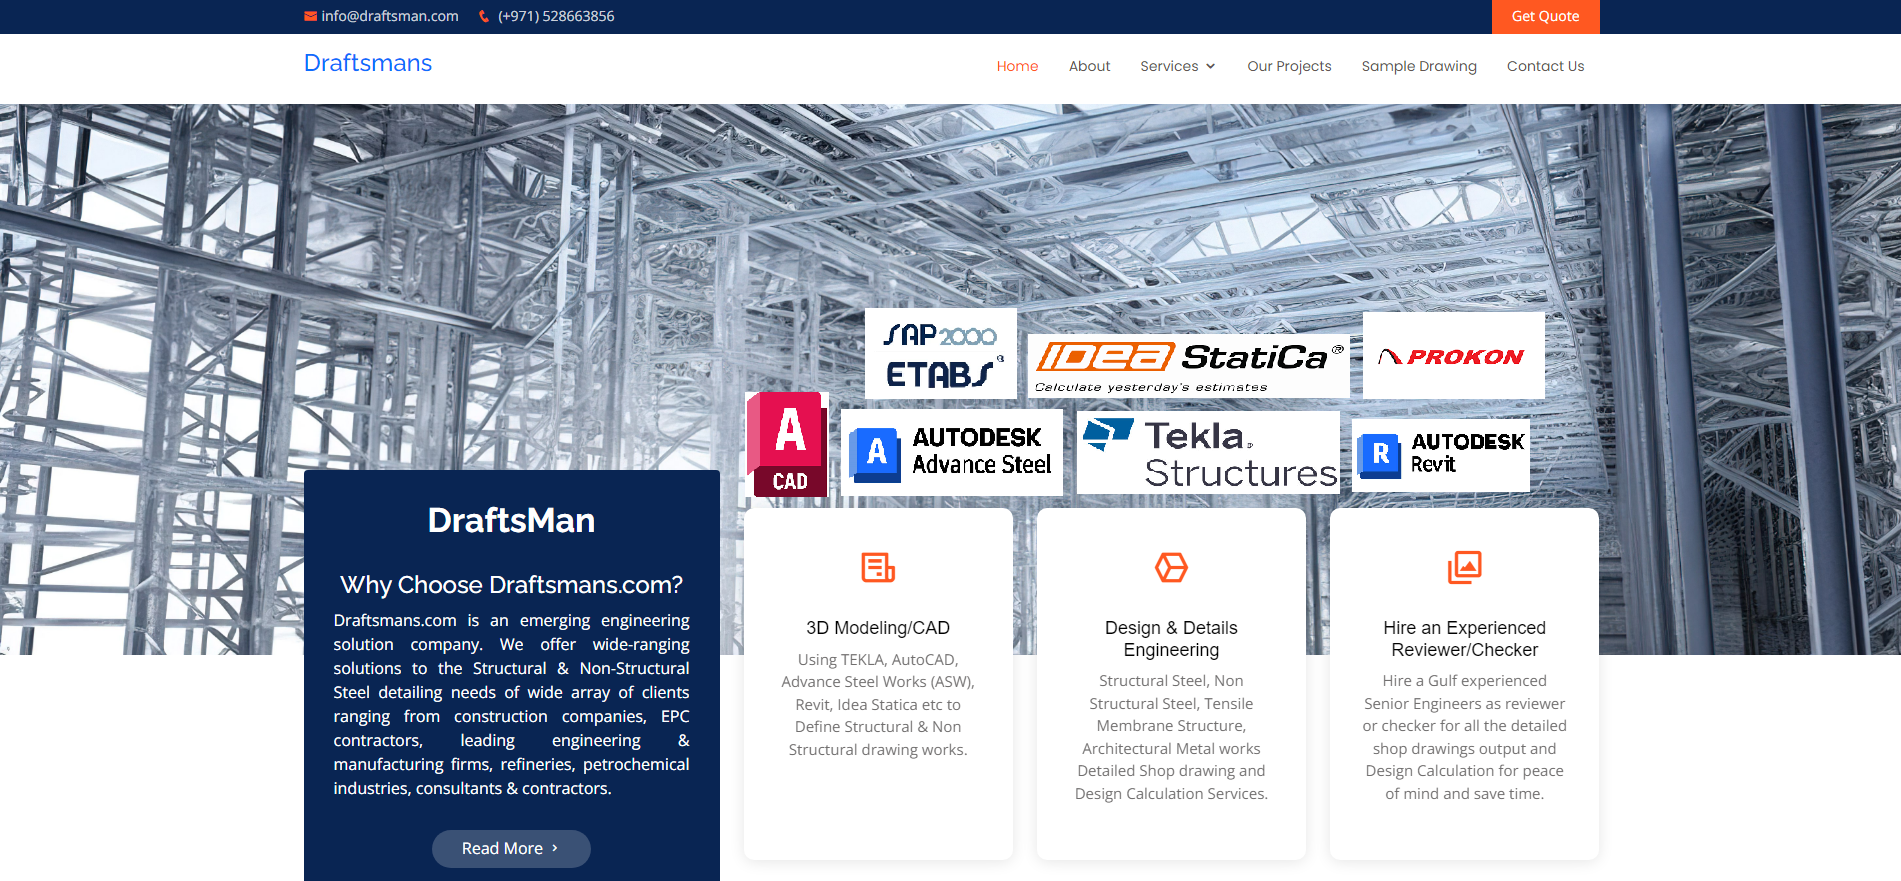 info@draftsman.com (+971) 528663856 Get Quote
Draftsmans Home About Services Our Projects Sample Drawing Contact Us
SAP2000
ETABS®
IDEA StatiCa®
Calculate yesterday's estimates
PROKON
A
CAD
A AUTODESK
Advance Steel
Tekla®
Structures
R AUTODESK
Revit
DraftsMan
Why Choose Draftsmans.com?
Draftsmans.com is an emerging engineering
solution company. We offer wide-ranging
solutions to the Structural & Non-Structural
Steel detailing needs of wide array of clients
ranging from construction companies, EPC
contractors, leading engineering &
manufacturing firms, refineries, petrochemical
industries, consultants & contractors.
Read More
3D Modeling/CAD
Using TEKLA, AutoCAD,
Advance Steel Works (ASW),
Revit, Idea Statica etc to
Define Structural & Non
Structural drawing works.
Design & Details
Engineering
Structural Steel, Non
Structural Steel, Tensile
Membrane Structure,
Architectural Metal works
Detailed Shop drawing and
Design Calculation Services.
Hire an Experienced
Reviewer/Checker
Hire a Gulf experienced
Senior Engineers as reviewer
or checker for all the detailed
shop drawings output and
Design Calculation for peace
of mind and save time.